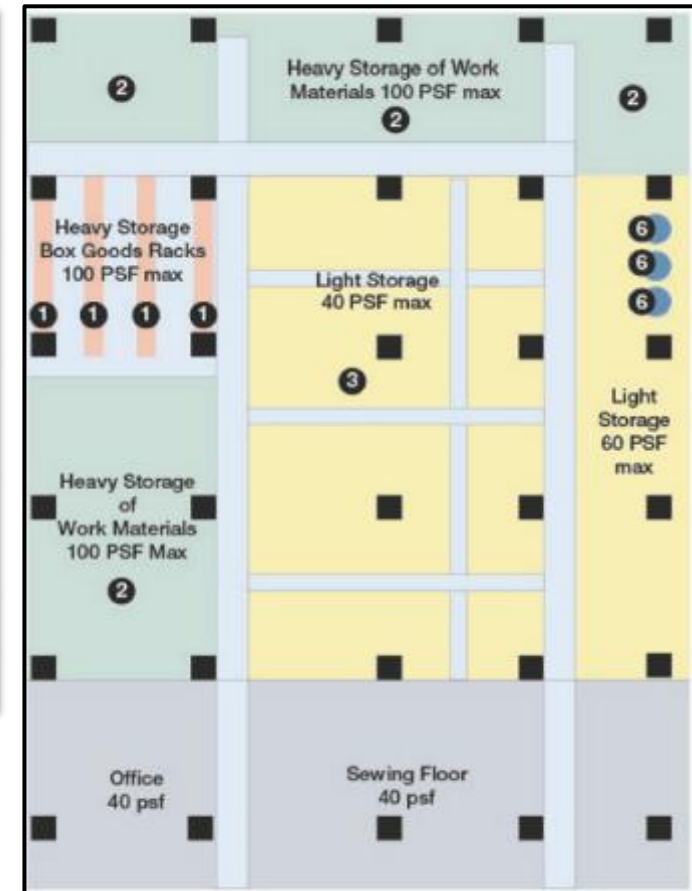 Heavy Storage of Work
Materials 100 PSF max
2
2
2
Heavy Storage
Box Goods Racks
100 PSF max
1
1
1
1
Light Storage
40 PSF max
3
6
6
6
Light
Storage
60 PSF
max
Heavy Storage
of
Work Materials
100 PSF Max
2
Office
40 psf
Sewing Floor
40 psf